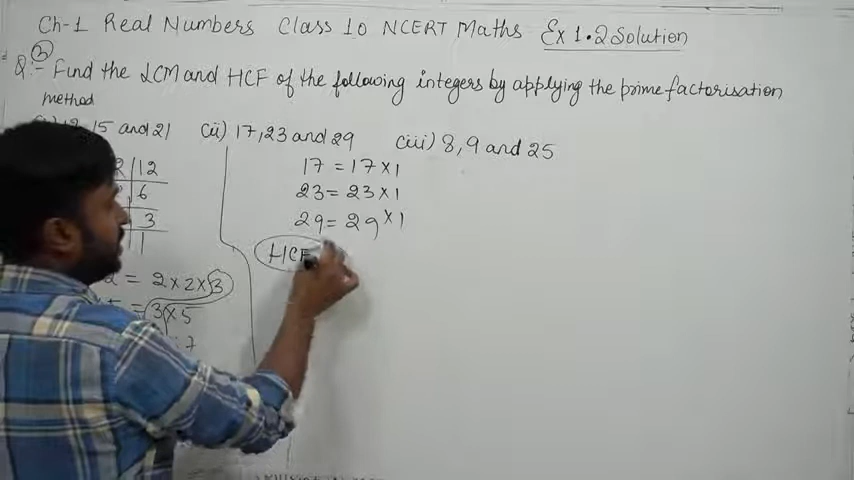 Ch-1 Real Numbers Class 10 NCERT Maths Ex 1.2 Solution
3
Q:- Find the LCM and HCF of the following integers by applying the prime factorisation
method
15 and 21 (ii) 17, 23 and 29 (iii) 8, 9 and 25
2 | 12
6
3
1
17 = 17 × 1
23 = 23 × 1
29 = 29 × 1
HCF
= 2 × 2 × 3
= 3 × 5
7